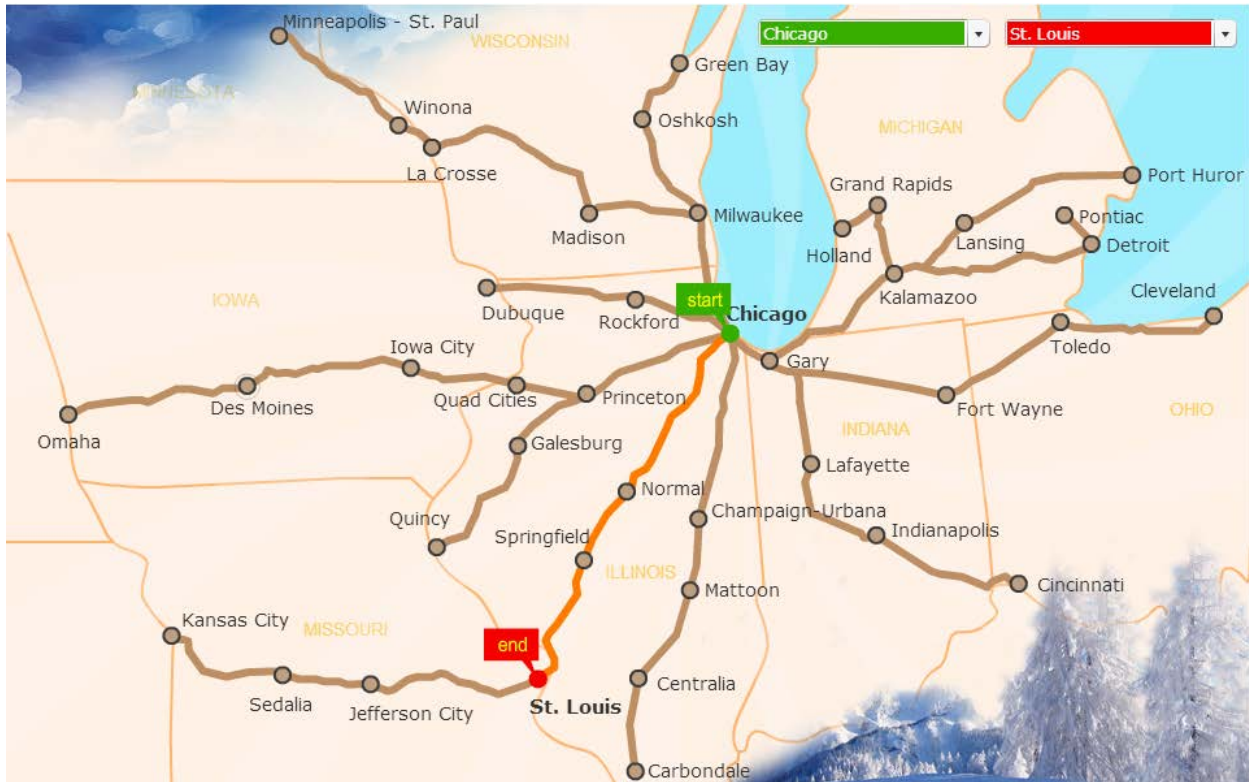 Minneapolis - St. Paul
WISCONSIN
Chicago
St. Louis
Green Bay
MINNESOTA
Winona
Oshkosh
MICHIGAN
La Crosse
Port Huror
Grand Rapids
Milwaukee
Pontiac
Madison
Holland
Lansing
Detroit
Kalamazoo
IOWA
start
Chicago
Cleveland
Dubuque
Rockford
Toledo
Iowa City
Gary
Quad Cities
Princeton
Des Moines
Fort Wayne
OHIO
Omaha
Galesburg
INDIANA
Lafayette
Normal
Champaign-Urbana
Quincy
Springfield
Indianapolis
ILLINOIS
Mattoon
Cincinnati
Kansas City
MISSOURI
end
Centralia
Sedalia
Jefferson City
St. Louis
Carbondale